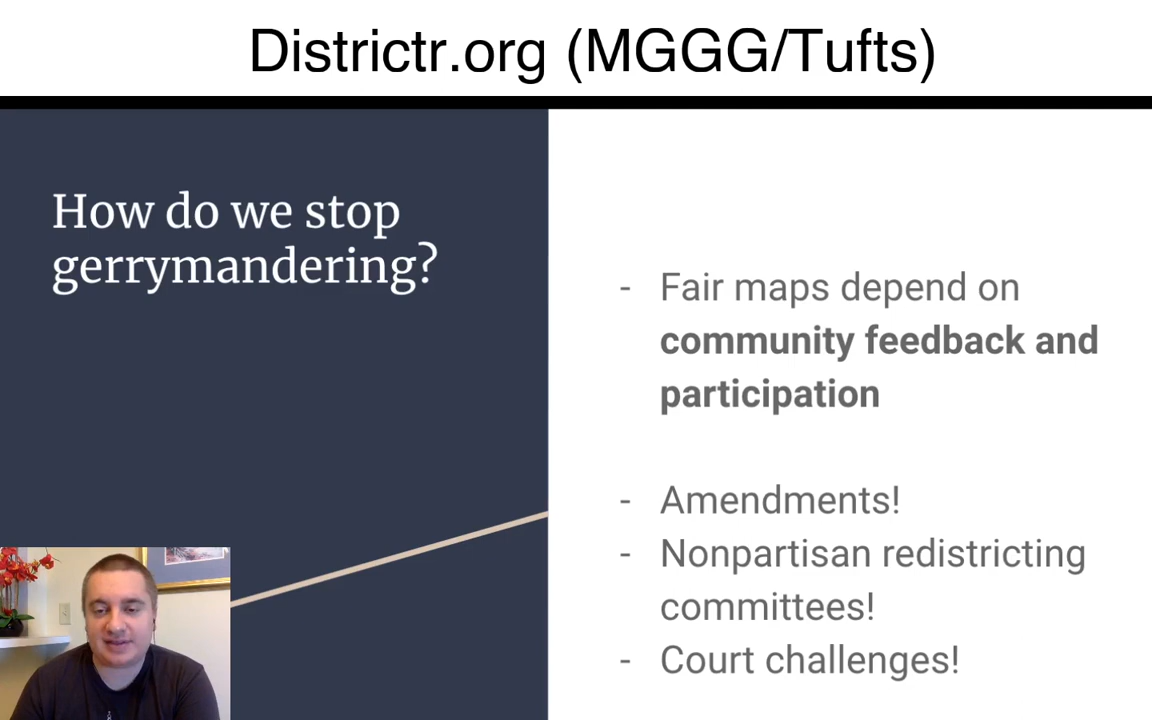 Districtr.org (MGGG/Tufts)
How do we stop
gerrymandering?
- Fair maps depend on
community feedback and
participation
- Amendments!
- Nonpartisan redistricting
committees!
- Court challenges!